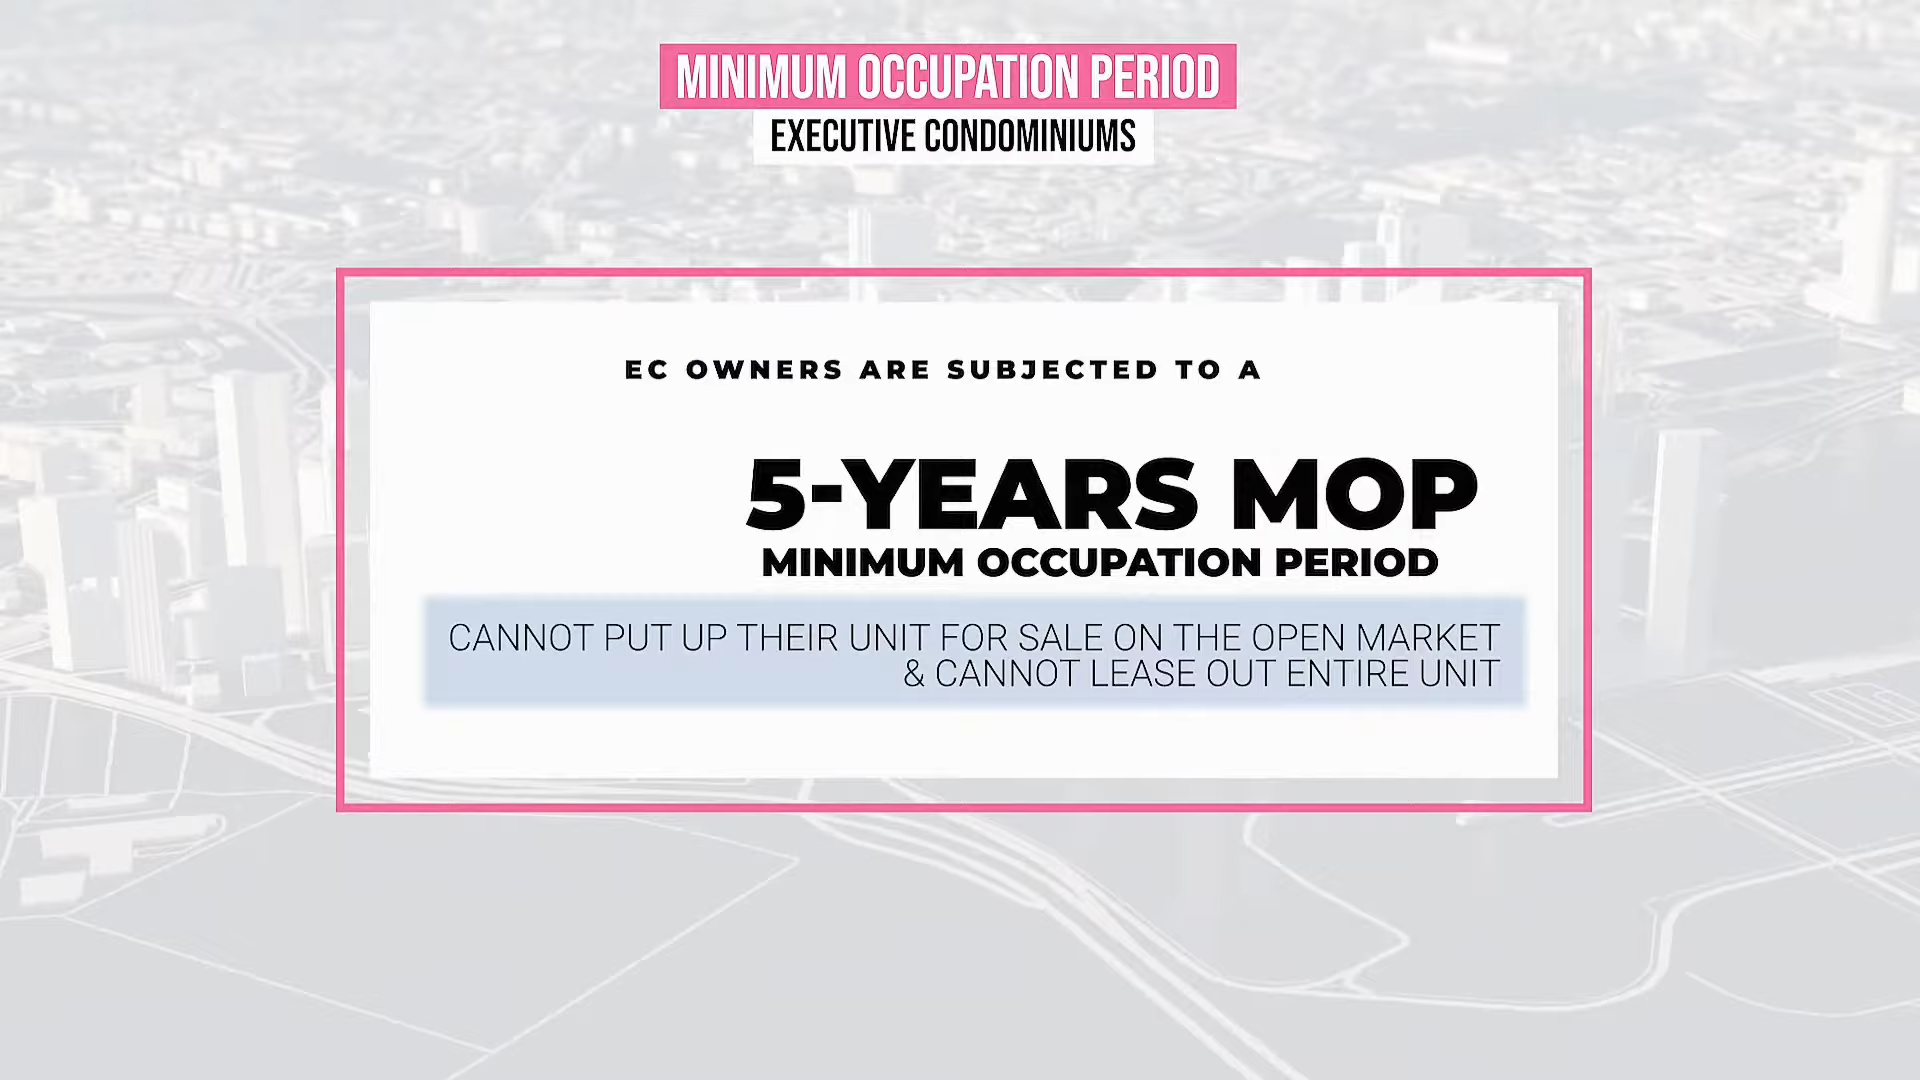 MINIMUM OCCUPATION PERIOD
EXECUTIVE CONDOMINIUMS
EC OWNERS ARE SUBJECTED TO A
5-YEARS MOP
MINIMUM OCCUPATION PERIOD
CANNOT PUT UP THEIR UNIT FOR SALE ON THE OPEN MARKET
& CANNOT LEASE OUT ENTIRE UNIT